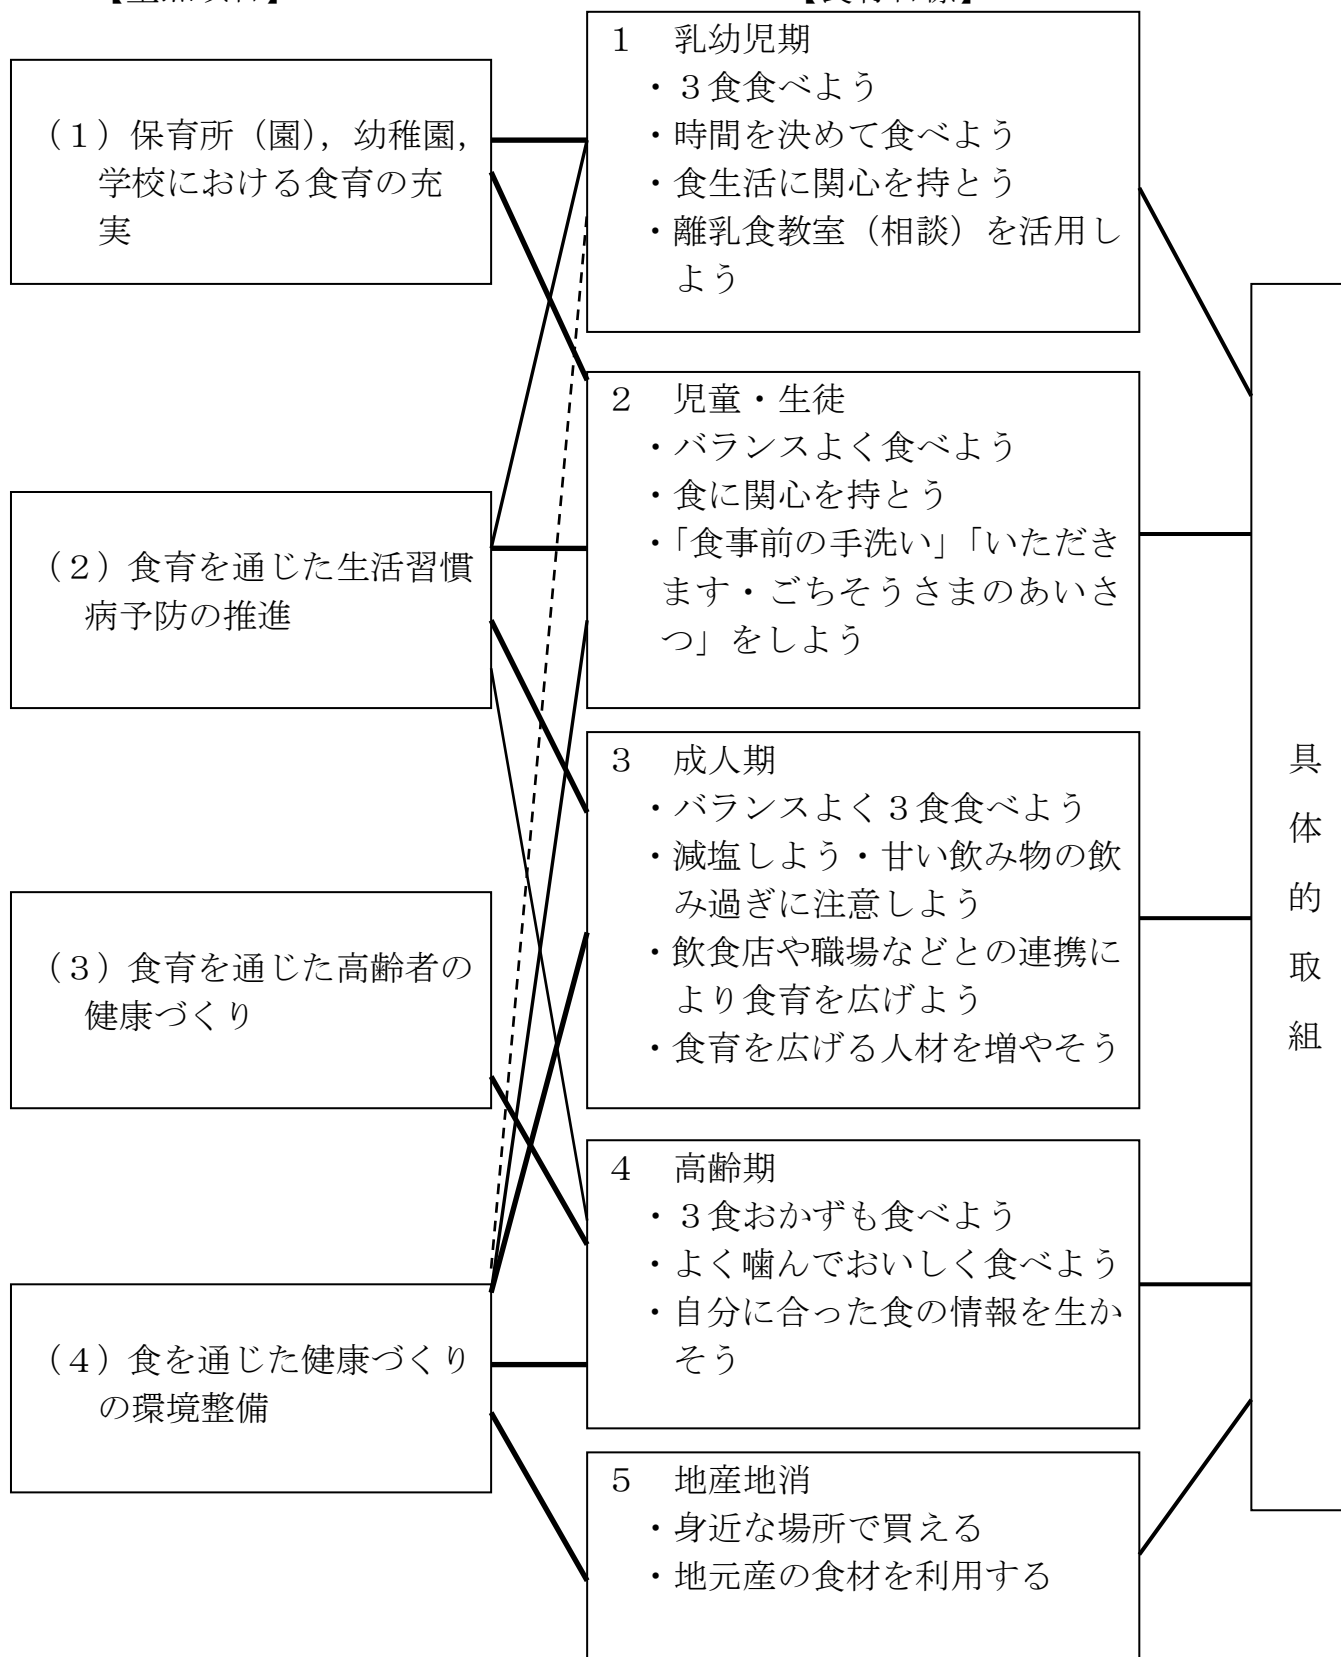 （１）保育所（園），幼稚園，
学校における食育の充
実
（２）食育を通じた生活習慣
病予防の推進
（３）食育を通じた高齢者の
健康づくり
（４）食を通じた健康づくり
の環境整備
１　乳幼児期
・３食食べよう
・時間を決めて食べよう
・食生活に関心を持とう
・離乳食教室（相談）を活用し
よう
２　児童・生徒
・バランスよく食べよう
・食に関心を持とう
・「食事前の手洗い」「いただき
ます・ごちそうさまのあいさ
つ」をしよう
３　成人期
・バランスよく３食食べよう
・減塩しよう・甘い飲み物の飲
み過ぎに注意しよう
・飲食店や職場などとの連携に
より食育を広げよう
・食育を広げる人材を増やそう
４　高齢期
・３食おかずも食べよう
・よく噛んでおいしく食べよう
・自分に合った食の情報を生か
そう
５　地産地消
・身近な場所で買える
・地元産の食材を利用する
具体的取組